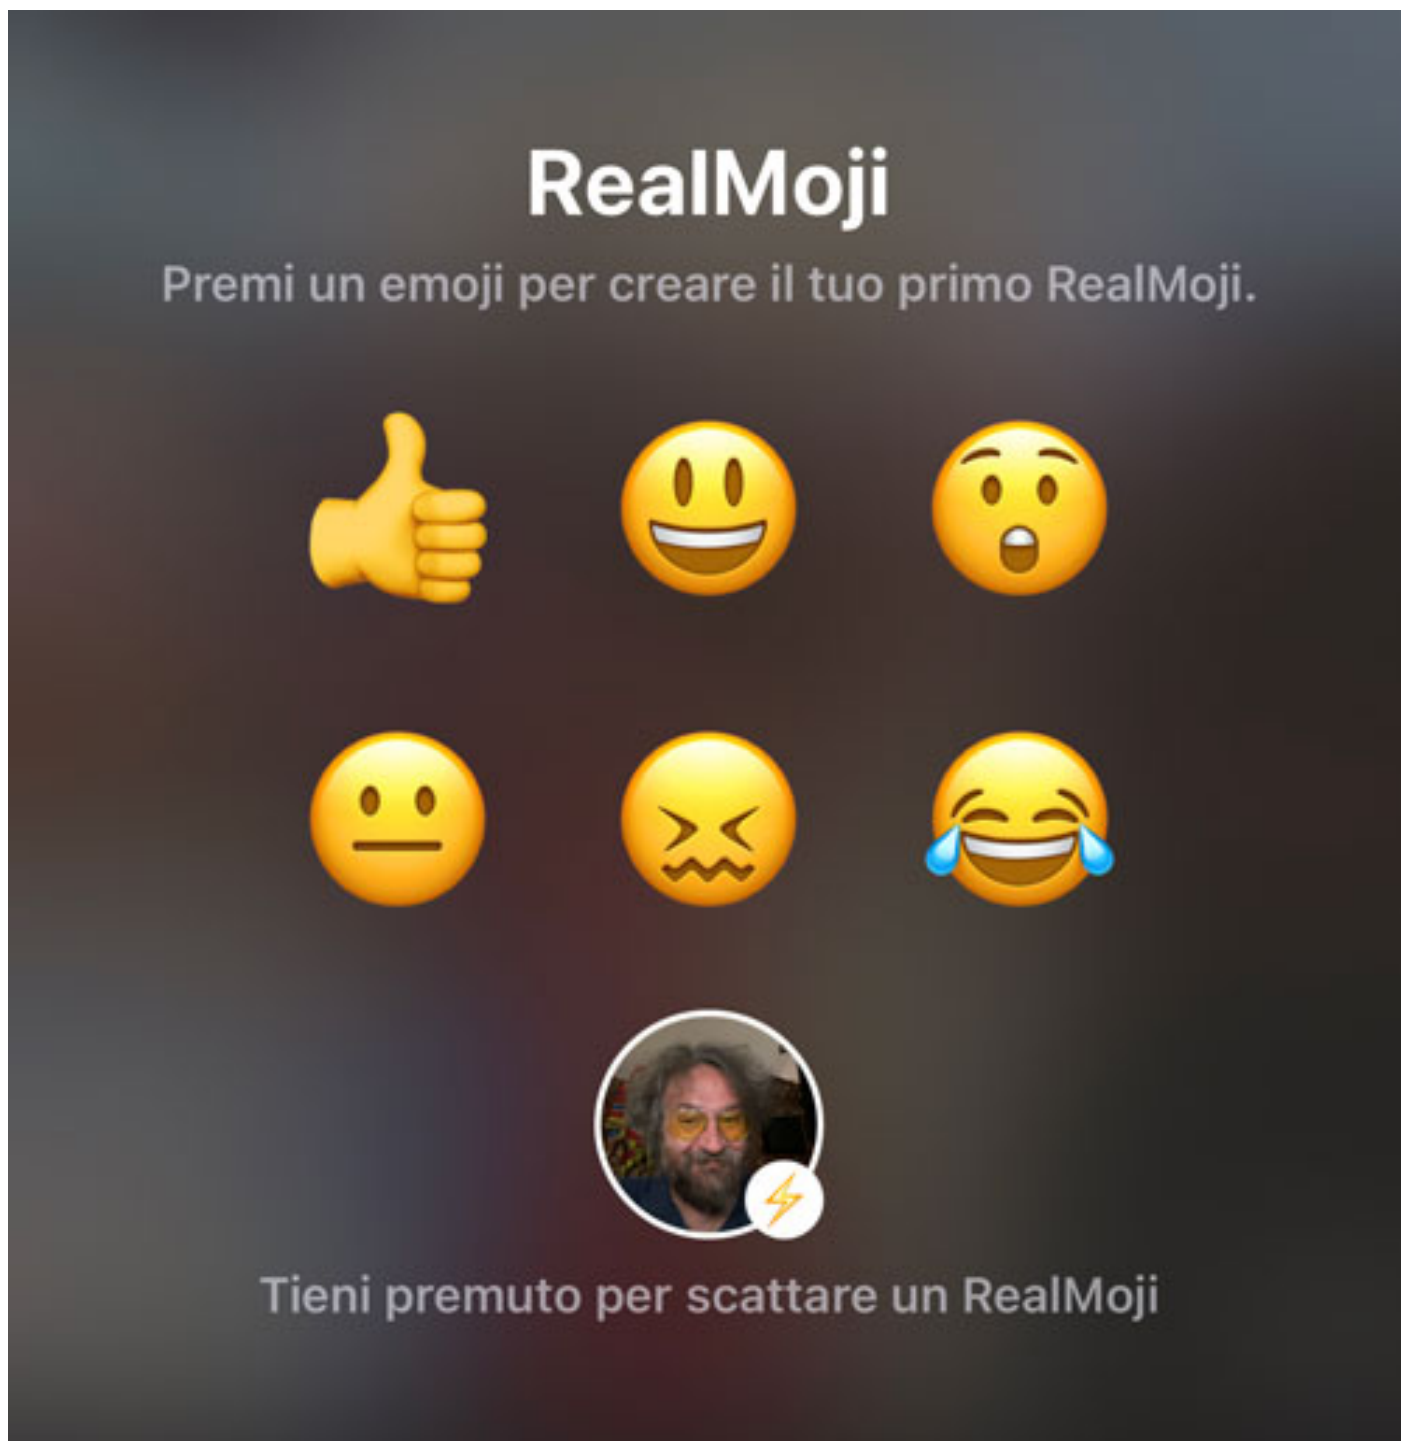 RealMoji
Premi un emoji per creare il tuo primo RealMoji.
Tieni premuto per scattare un RealMoji